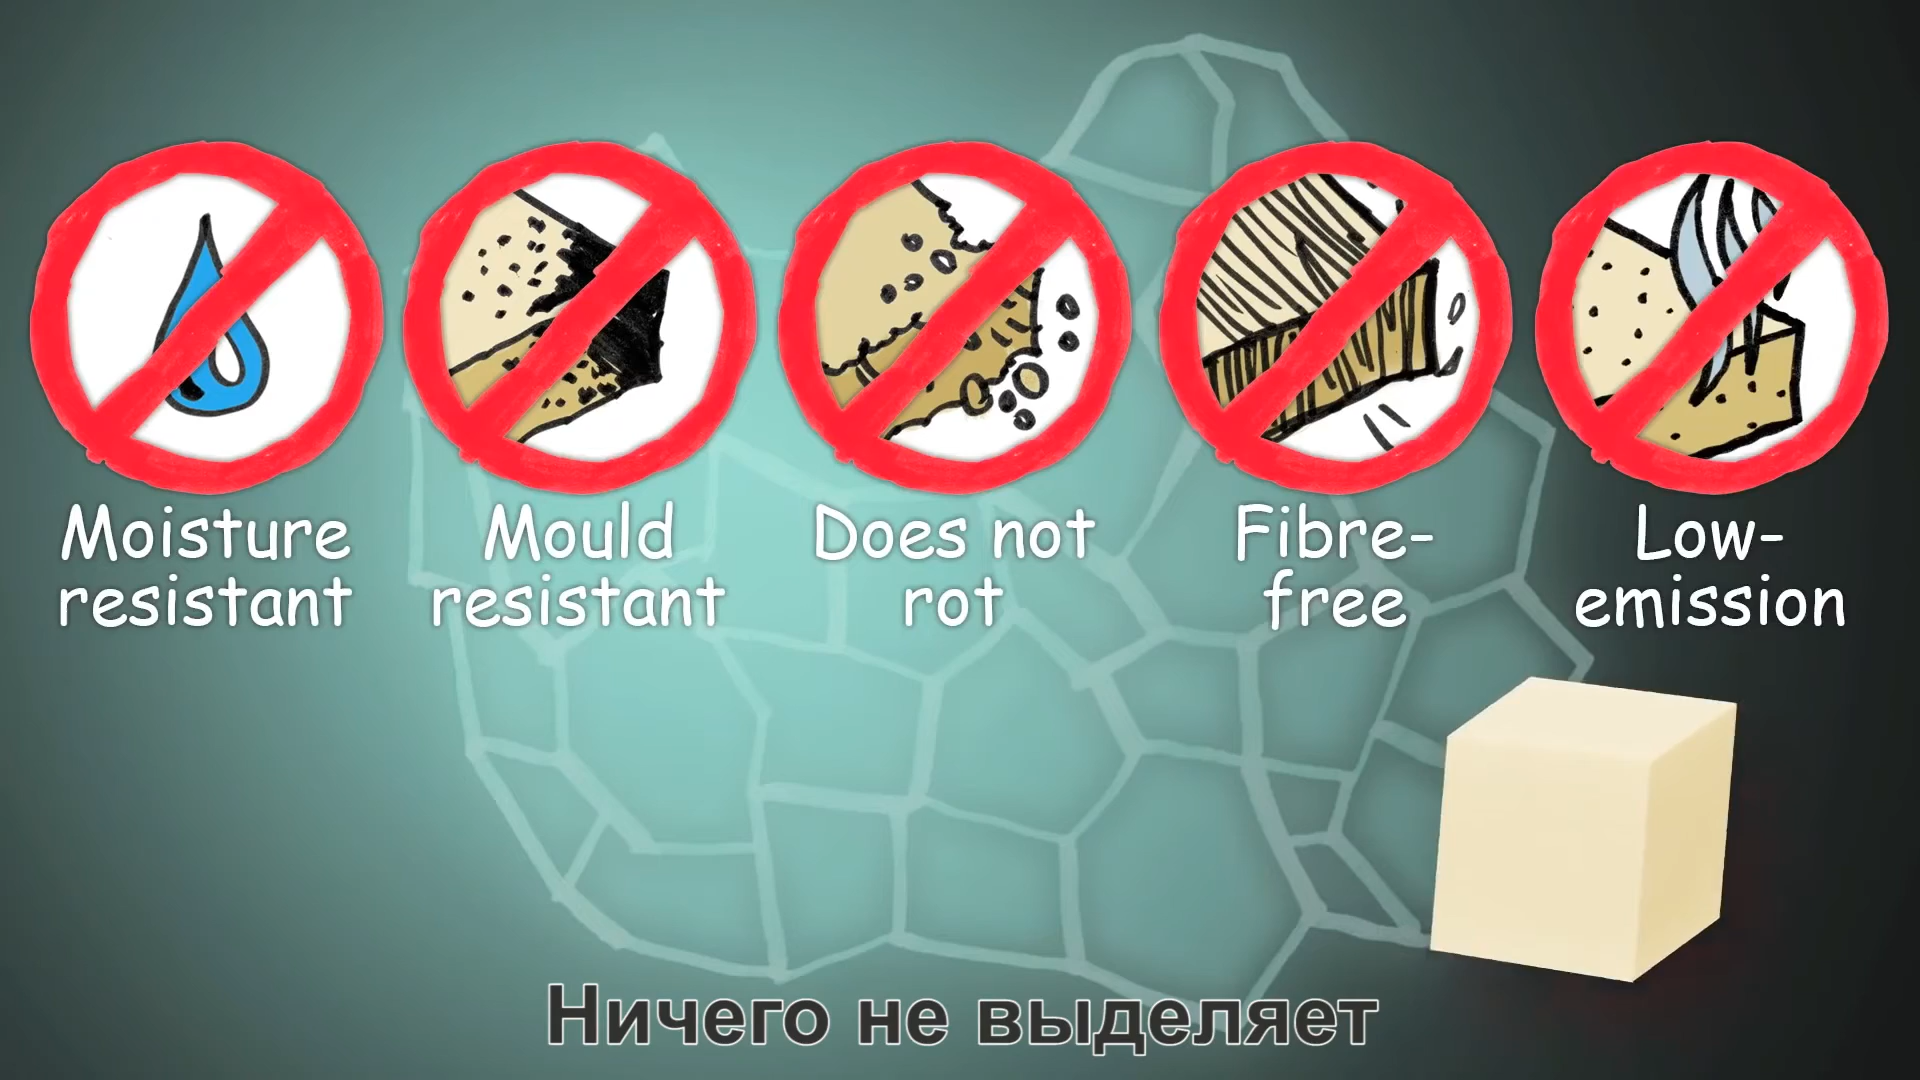 Moisture
resistant
Mould
resistant
Does not
rot
Fibre-
free
Low-
emission
Ничего не выделяет